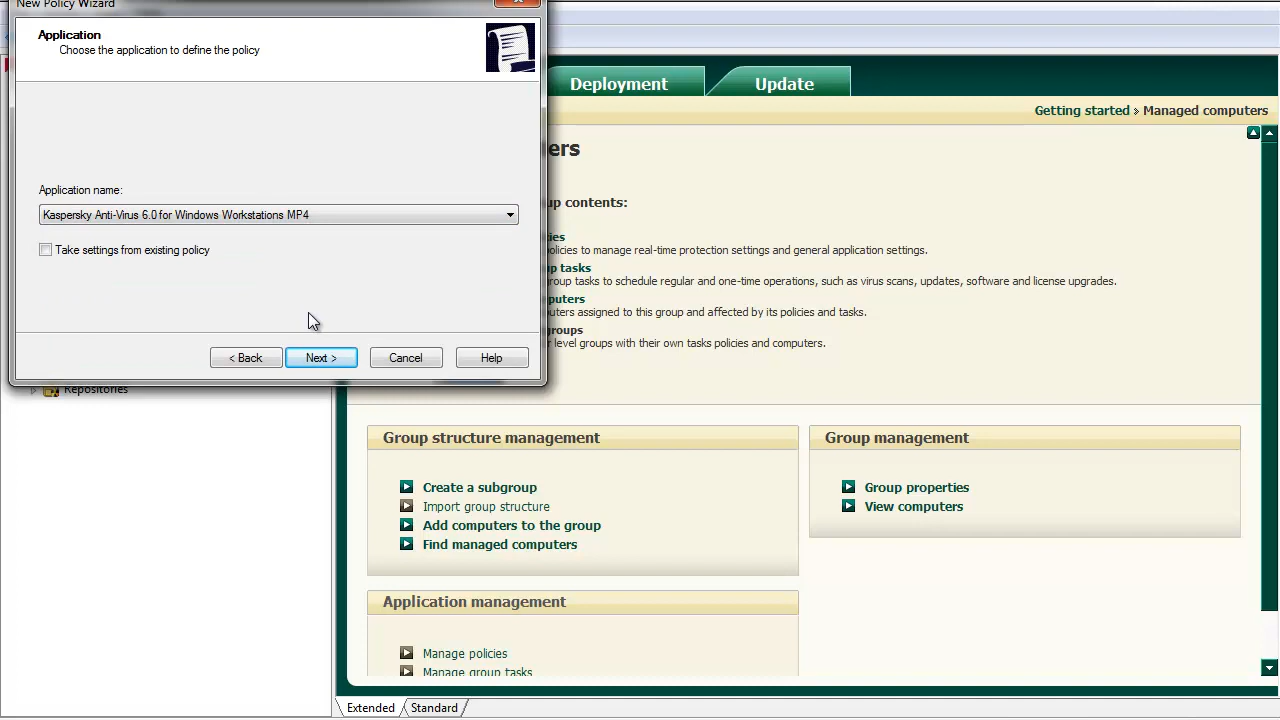 New Policy Wizard
Application
Choose the application to define the policy
Application name:
Kaspersky Anti-Virus 6.0 for Windows Workstations MP4
Take settings from existing policy
< Back
Next >
Cancel
Help
Repositories
Deployment
Update
Getting started » Managed computers
ers
up contents:
ies
policies to manage real-time protection settings and general application settings.
up tasks
group tasks to schedule regular and one-time operations, such as virus scans, updates, software and license upgrades.
puters
uters assigned to this group and affected by its policies and tasks.
groups
r level groups with their own tasks policies and computers.
Group structure management
Create a subgroup
Import group structure
Add computers to the group
Find managed computers
Group management
Group properties
View computers
Application management
Manage policies
Manage group tasks
Extended
Standard